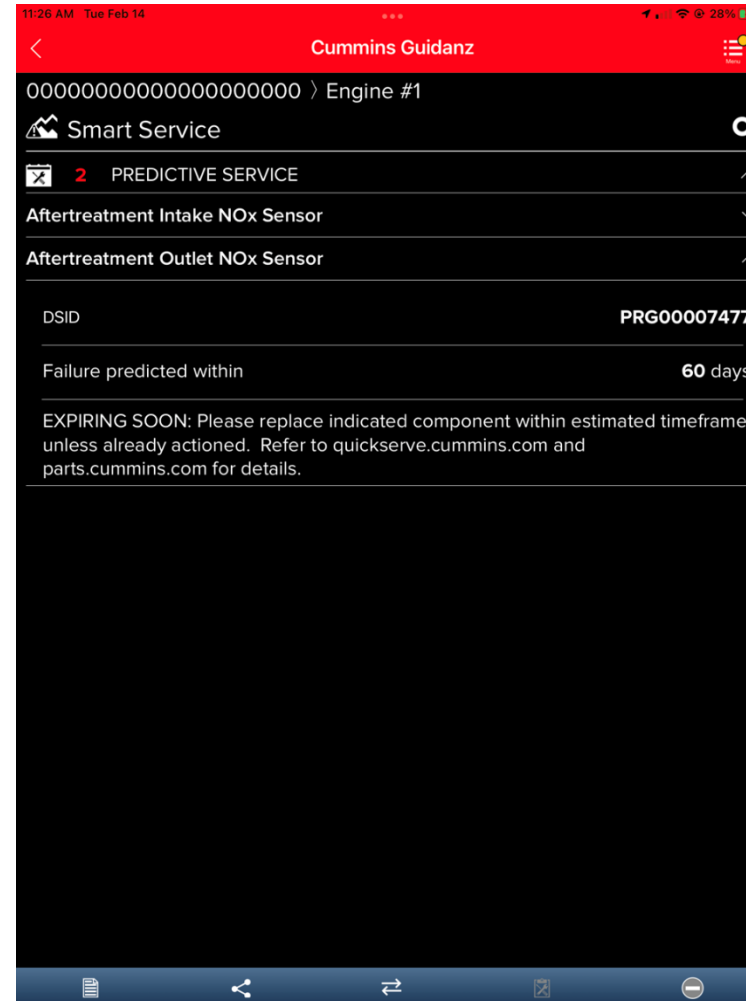 11:26 AM Tue Feb 14
28%
Cummins Guidanz
Menu
00000000000000000000 〉 Engine #1
Smart Service
2 PREDICTIVE SERVICE
Aftertreatment Intake NOx Sensor
Aftertreatment Outlet NOx Sensor
DSID PRG00007477
Failure predicted within 60 days
EXPIRING SOON: Please replace indicated component within estimated timeframe
unless already actioned. Refer to quickserve.cummins.com and
parts.cummins.com for details.